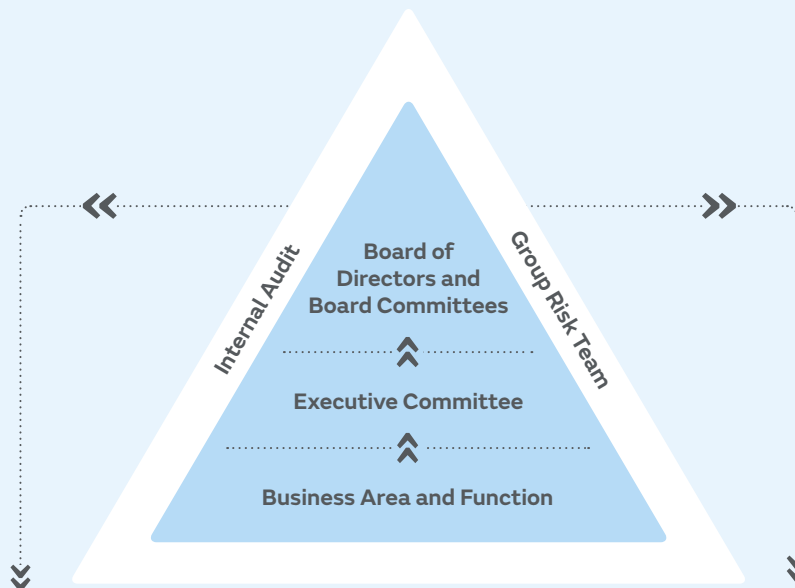 Internal Audit
Group Risk Team
Board of
Directors and
Board Committees
Executive Committee
Business Area and Function